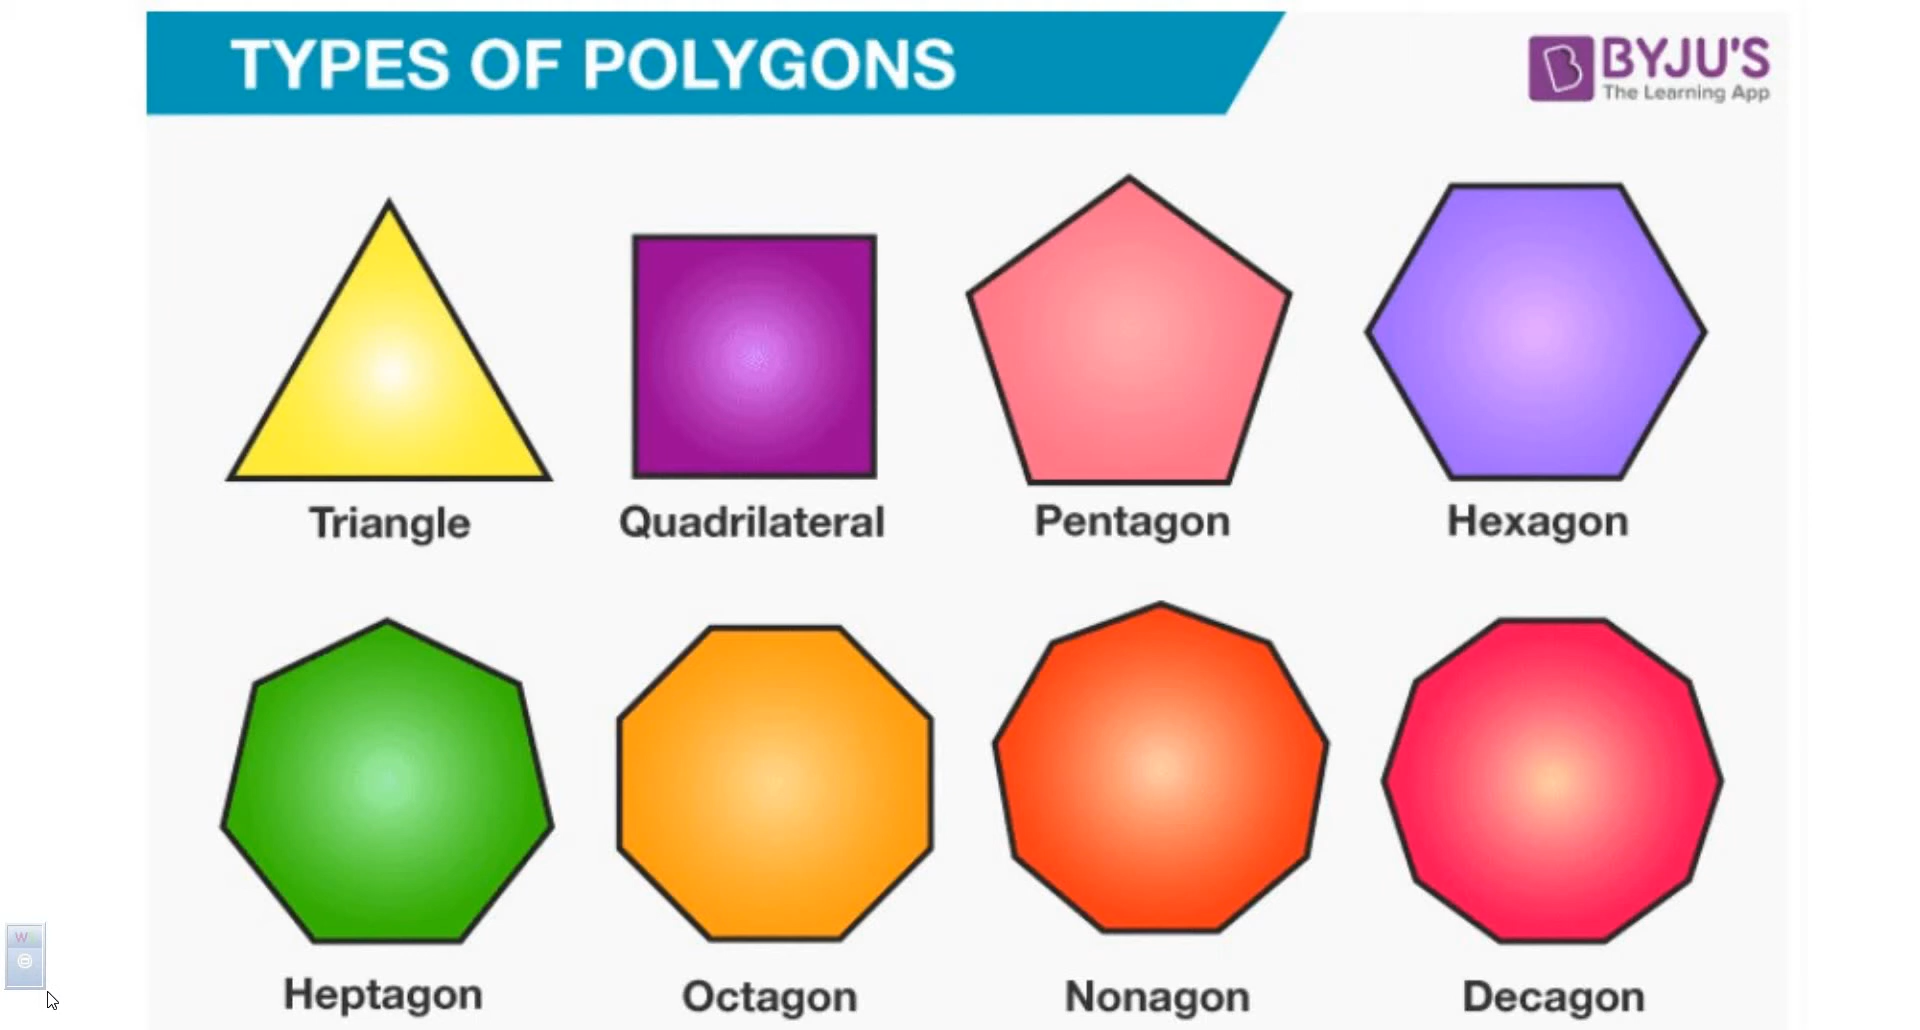 TYPES OF POLYGONS
BYJU'S
The Learning App
Triangle
Quadrilateral
Pentagon
Hexagon
Heptagon
Octagon
Nonagon
Decagon
W